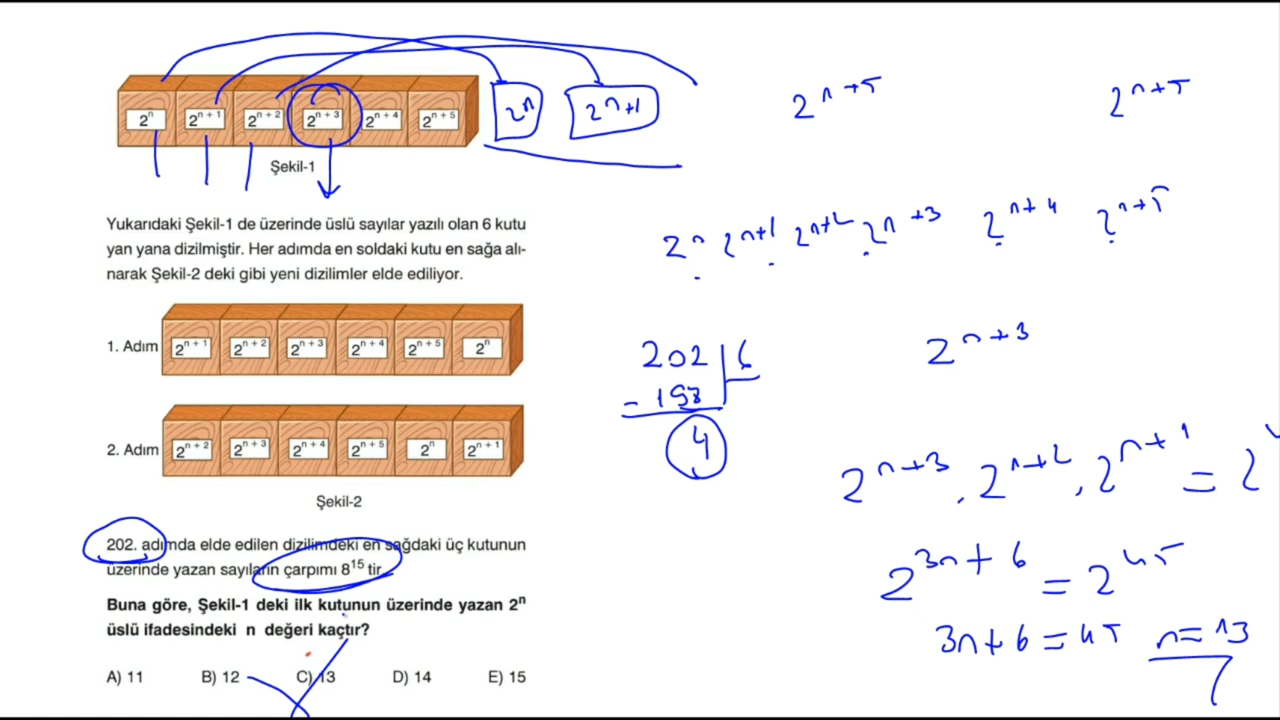 2ⁿ 2ⁿ⁺¹ 2ⁿ⁺² 2ⁿ⁺³ 2ⁿ⁺⁴ 2ⁿ⁺⁵ 2ⁿ 2ⁿ⁺¹
2ⁿ⁺⁵ 2ⁿ⁺⁵
Şekil-1
Yukarıdaki Şekil-1 de üzerinde üslü sayılar yazılı olan 6 kutu
yan yana dizilmiştir. Her adımda en soldaki kutu en sağa alı-
narak Şekil-2 deki gibi yeni dizilimler elde ediliyor.
1. Adım 2ⁿ⁺¹ 2ⁿ⁺² 2ⁿ⁺³ 2ⁿ⁺⁴ 2ⁿ⁺⁵ 2ⁿ
2. Adım 2ⁿ⁺² 2ⁿ⁺³ 2ⁿ⁺⁴ 2ⁿ⁺⁵ 2ⁿ 2ⁿ⁺¹
Şekil-2
202. adımda elde edilen dizilimdeki en sağdaki üç kutunun
üzerinde yazan sayıların çarpımı 8¹⁵ tir.
Buna göre, Şekil-1 deki ilk kutunun üzerinde yazan 2ⁿ
üslü ifadesindeki n değeri kaçtır?
A) 11 B) 12 C) 13 D) 14 E) 15
2ⁿ 2ⁿ⁺¹ 2ⁿ⁺² 2ⁿ⁺³ 2ⁿ⁺⁴ 2ⁿ⁺⁵
202 6
- 198
4
2ⁿ⁺³
2ⁿ⁺³ . 2ⁿ⁺² . 2ⁿ⁺¹ = 2
2³ⁿ⁺⁶ = 2⁴⁵
3n+6 = 45 n=13